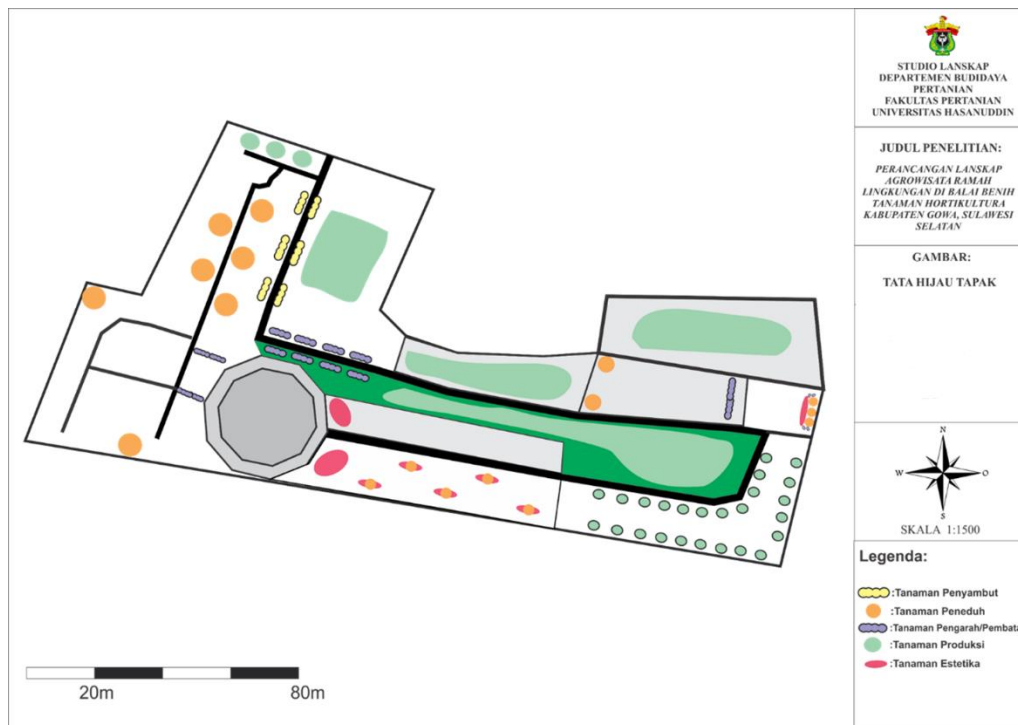 STUDIO LANSKAP
DEPARTEMEN BUDIDAYA
PERTANIAN
FAKULTAS PERTANIAN
UNIVERSITAS HASANUDDIN
JUDUL PENELITIAN:
PERANCANGAN LANSKAP
AGROWISATA RAMAH
LINGKUNGAN DI BALAI BENIH
TANAMAN HORTIKULTURA
KABUPATEN GOWA, SULAWESI
SELATAN
GAMBAR:
TATA HIJAU TAPAK
N
W
O
S
SKALA 1:1500
Legenda:
:Tanaman Penyambut
:Tanaman Peneduh
:Tanaman Pengarah/Pembata
:Tanaman Produksi
:Tanaman Estetika
20m
80m